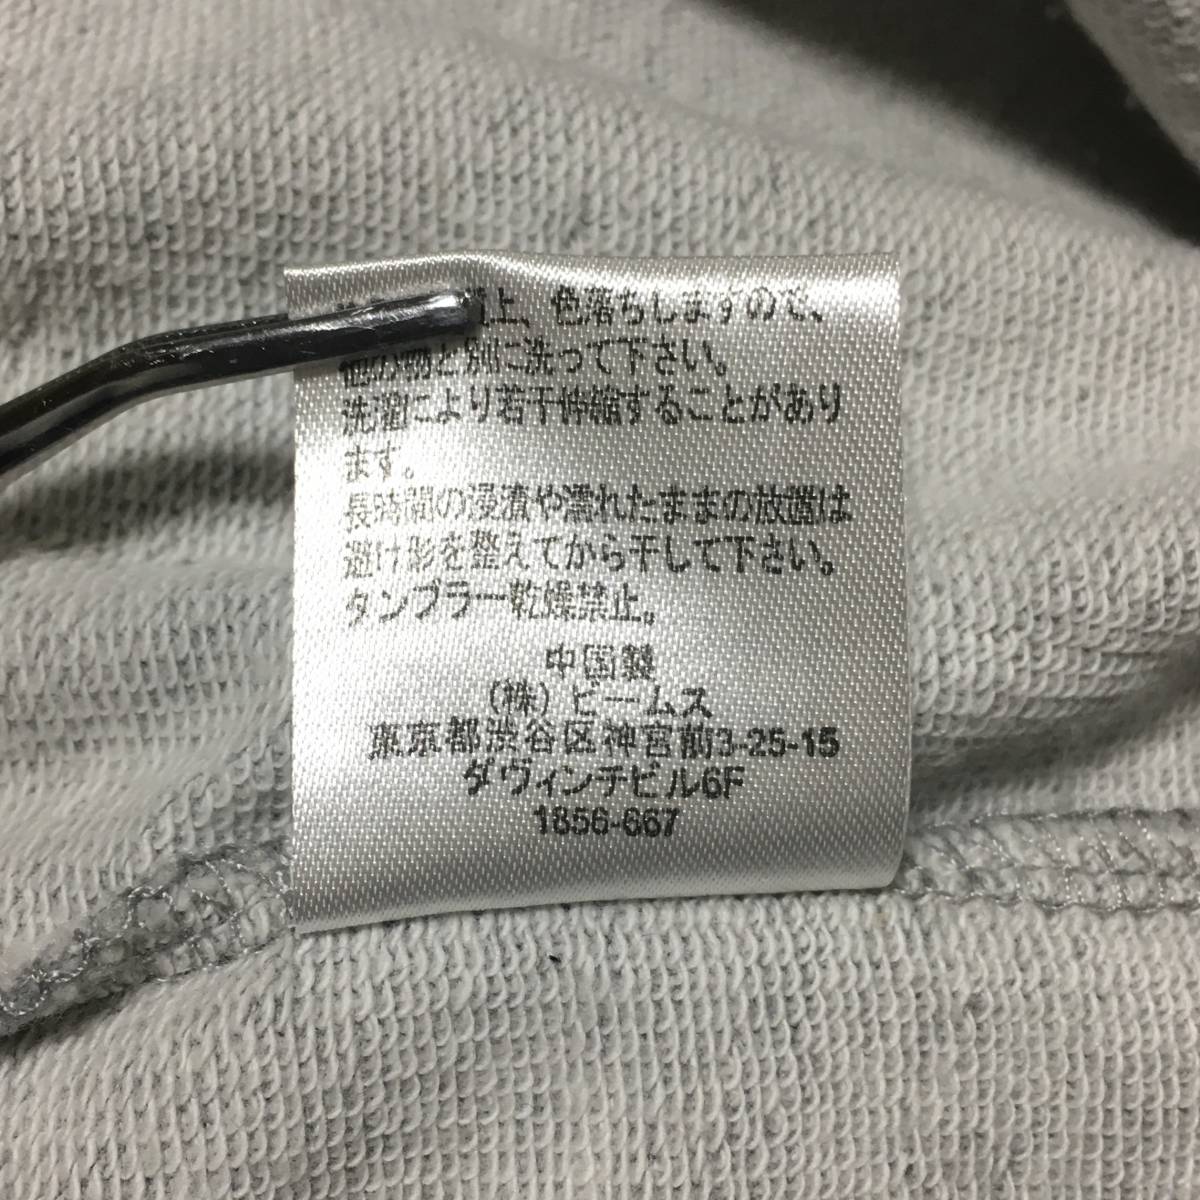 上、色落ちしますので、
他の物と別に洗って下さい。
洗濯により若干伸縮することがあり
ます。
長時間の浸漬や濡れたままの放置は
避け形を整えてから干して下さい。
タンブラー乾燥禁止。
中国製
(株)ビームス
東京都渋谷区神宮前3-25-15
ダヴィンチビル6F
1856-667